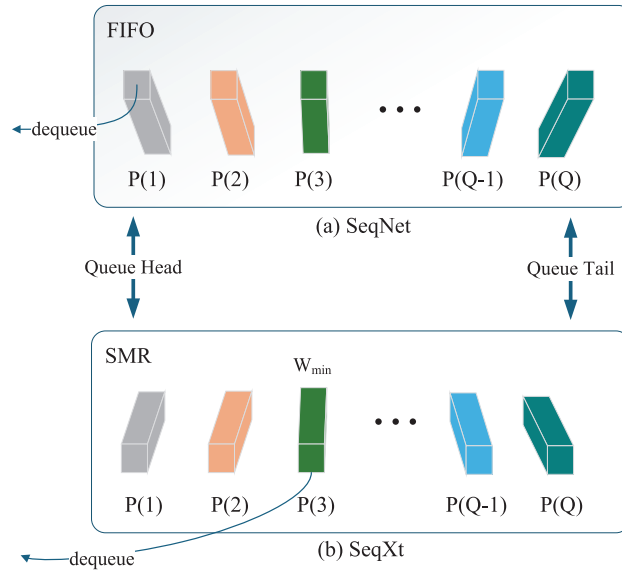 FIFO
dequeue
P(1) P(2) P(3) • • • P(Q-1) P(Q)
(a) SeqNet
Queue Head Queue Tail
SMR
Wmin
• • •
P(1) P(2) P(3) P(Q-1) P(Q)
(b) SeqXt
dequeue